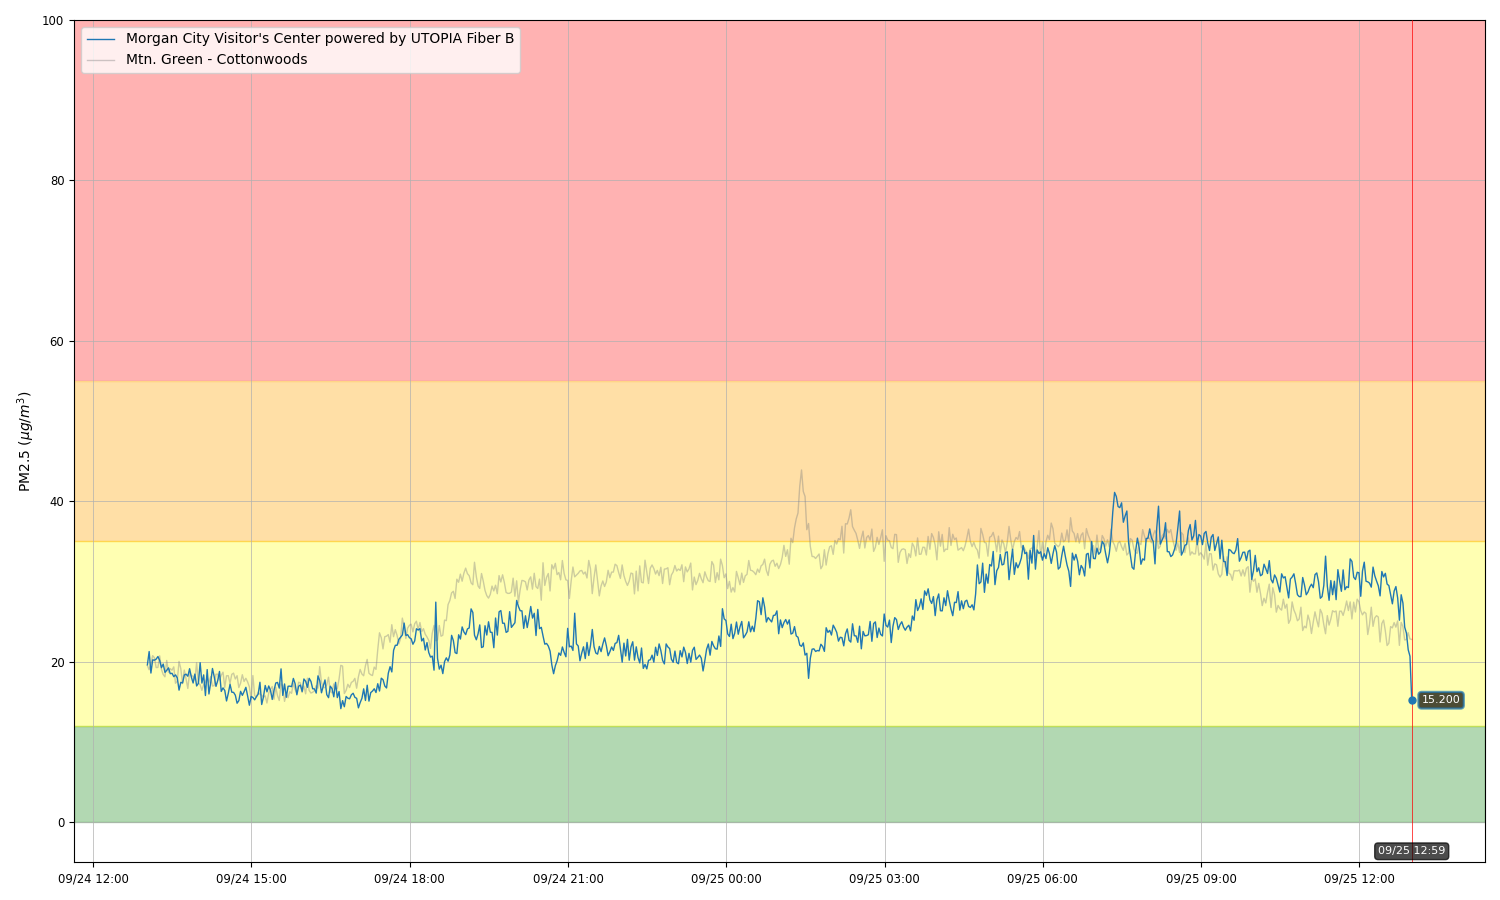 100
Morgan City Visitor's Center powered by UTOPIA Fiber B
Mtn. Green - Cottonwoods
80
60
PM2.5 (μg/m³)
40
20
15.200
0
09/25 12:59
09/24 12:00 09/24 15:00 09/24 18:00 09/24 21:00 09/25 00:00 09/25 03:00 09/25 06:00 09/25 09:00 09/25 12:00